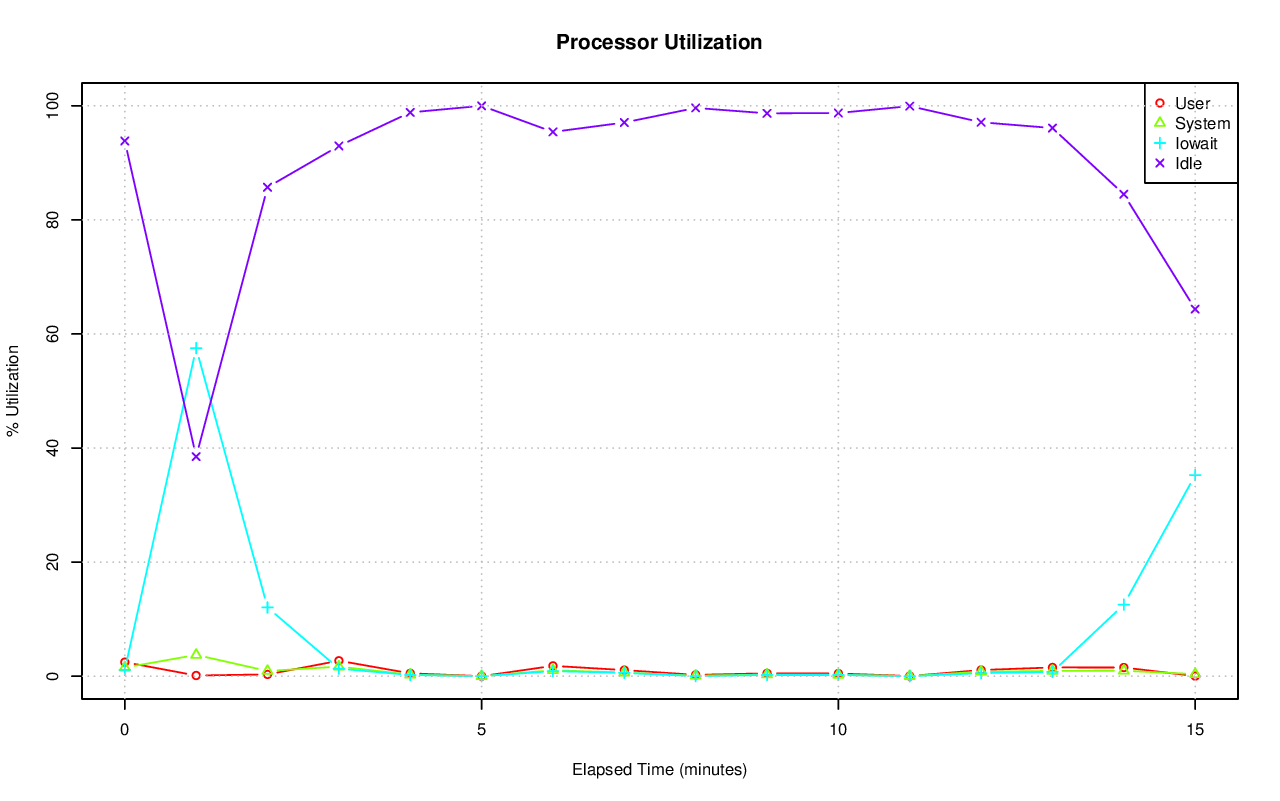 Processor Utilization
100
80
60
40
20
0
% Utilization
User
System
Iowait
Idle
0 5 10 15
Elapsed Time (minutes)